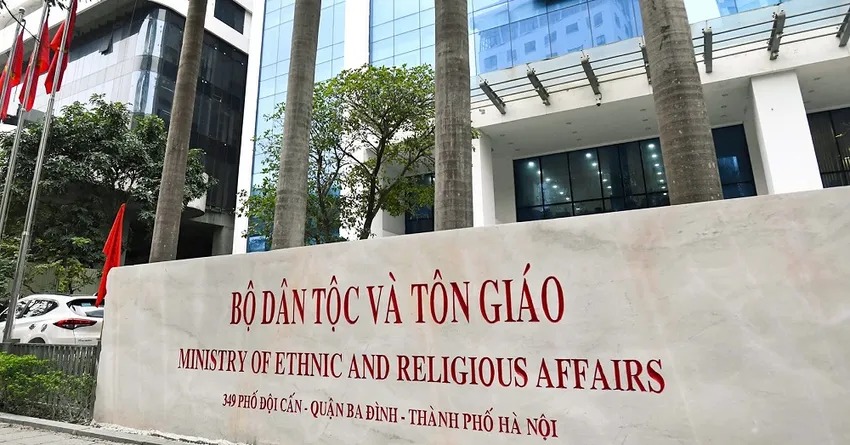 BỘ DÂN TỘC VÀ TÔN GIÁO
MINISTRY OF ETHNIC AND RELIGIOUS AFFAIRS
349 PHỐ ĐỘI CẤN - QUẬN BA ĐÌNH - THÀNH PHỐ HÀ NỘI